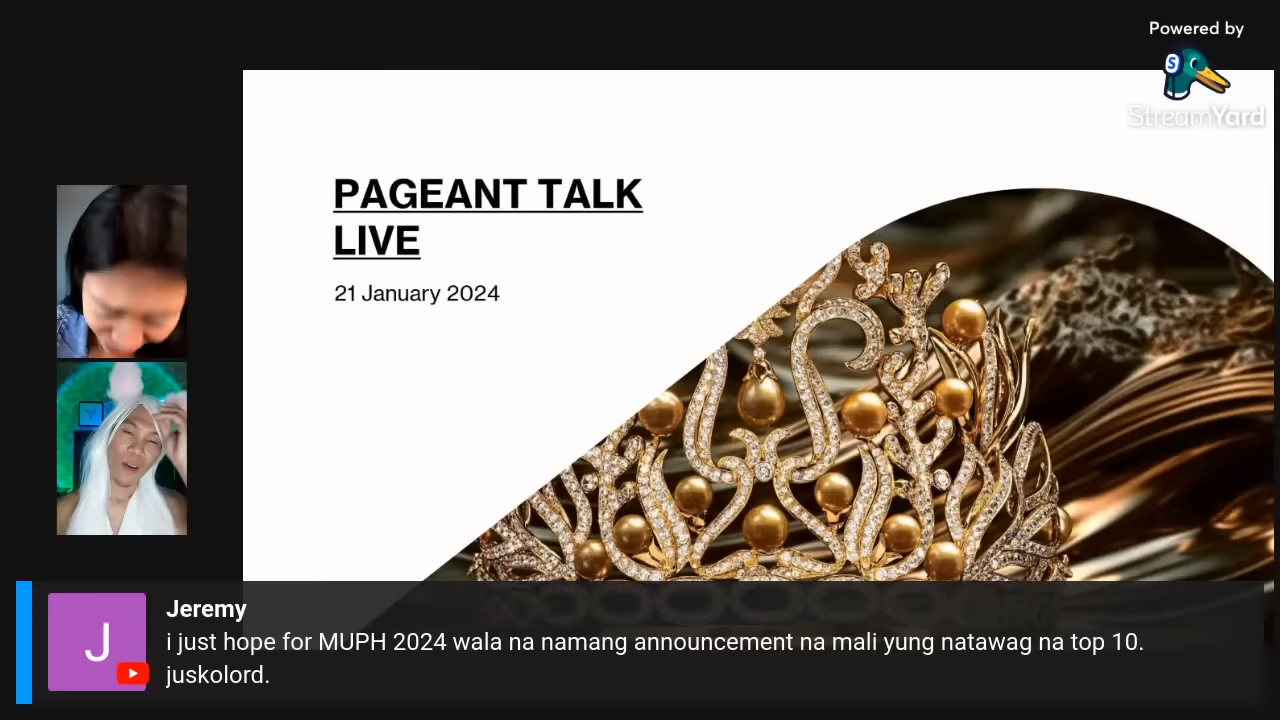 Powered by
StreamYard
PAGEANT TALK
LIVE
21 January 2024
Jeremy
i just hope for MUPH 2024 wala na namang announcement na mali yung natawag na top 10.
juskolord.